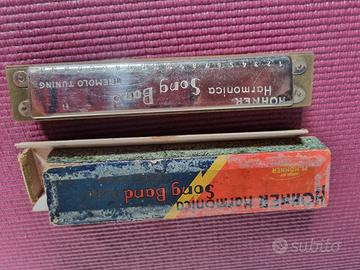 HOHNER
Harmonica
Song Band
TREMOLO TUNING
HOHNER Harmonica
Song Band
M. HOHNER
subito